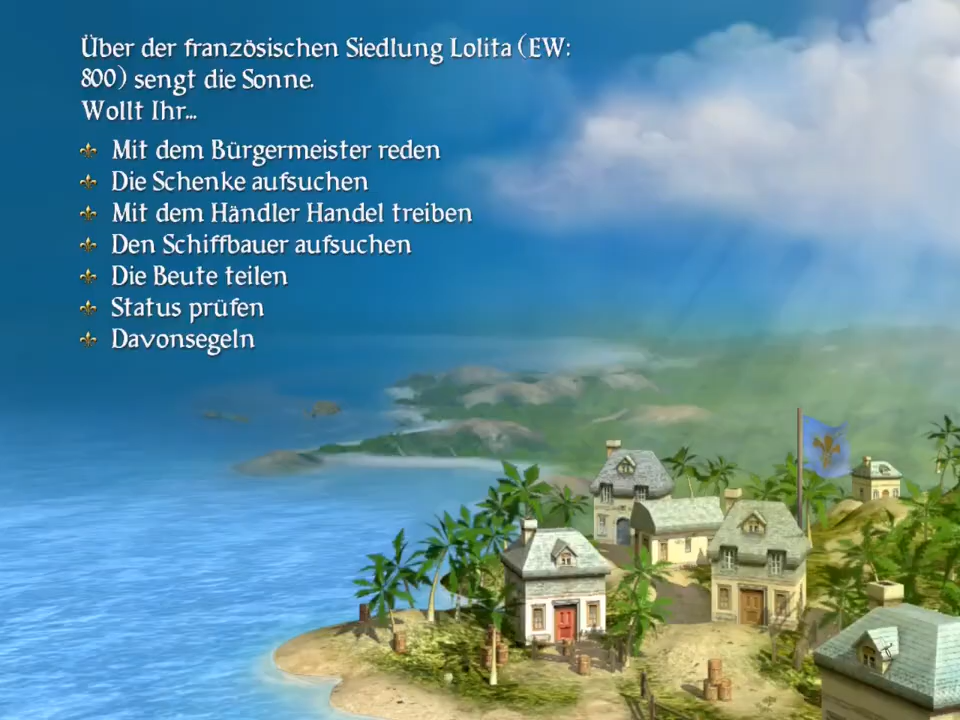 Über der französischen Siedlung Lolita (EW:
800) sengt die Sonne.
Wollt Ihr...
Mit dem Bürgermeister reden
Die Schenke aufsuchen
Mit dem Händler Handel treiben
Den Schiffbauer aufsuchen
Die Beute teilen
Status prüfen
Davonsegeln